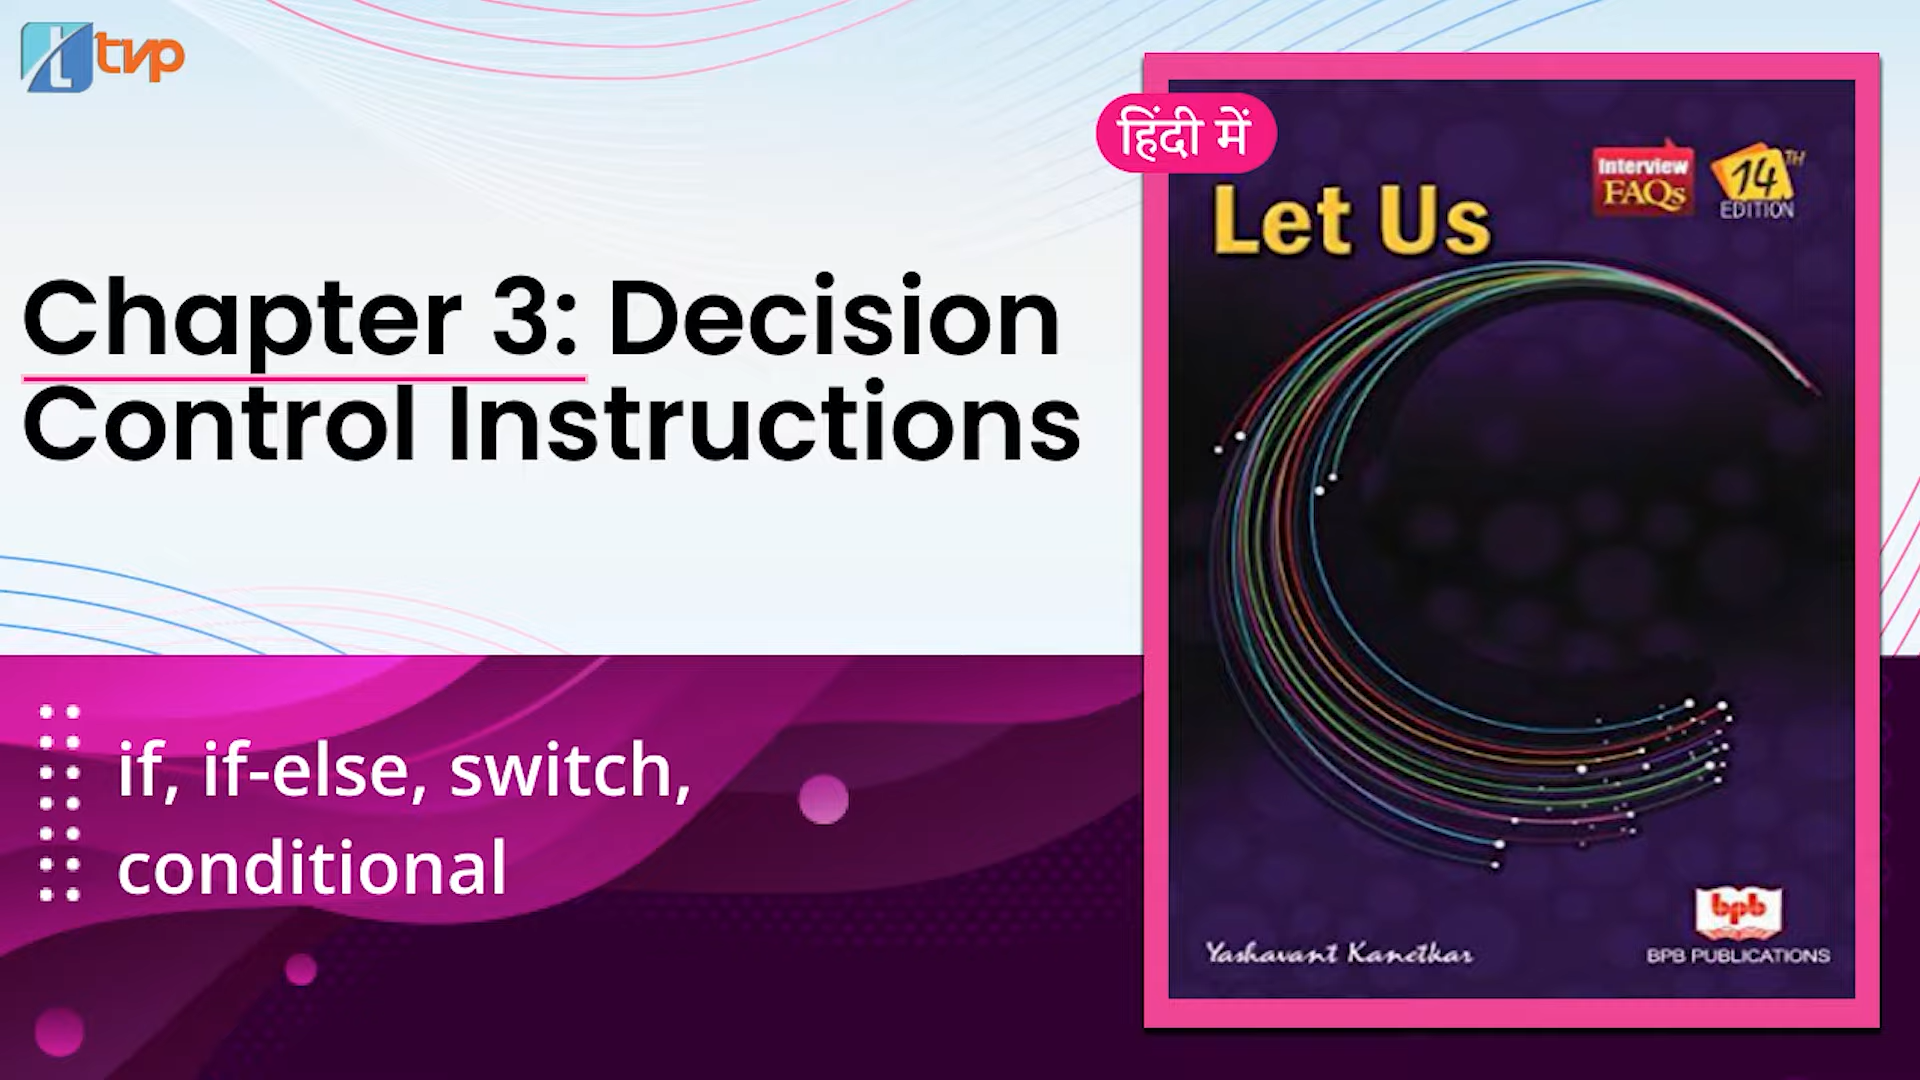 tvp
Chapter 3: Decision
Control Instructions
if, if-else, switch,
conditional
हिंदी में
Let Us
Interview
FAQs
14TH
EDITION
Yashavant Kanetkar
bpb
BPB PUBLICATIONS